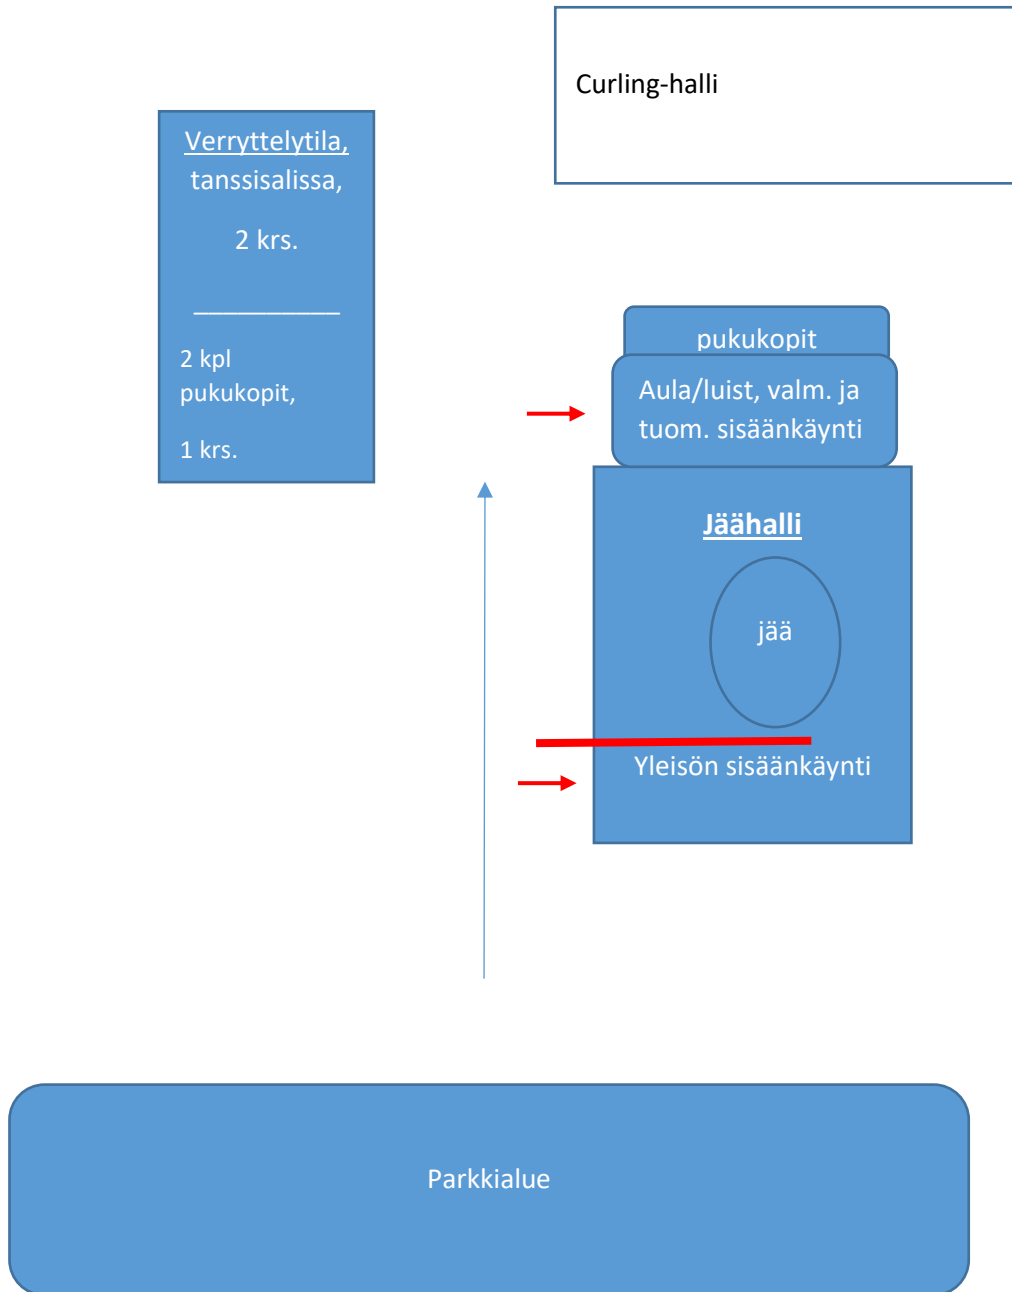 Curling-halli
Verryttelytila,
tanssisalissa,
2 krs.
2 kpl
pukukopit,
1 krs.
pukukopit
Aula/luist, valm. ja
tuom. sisäänkäynti
Jäähalli
jää
Yleisön sisäänkäynti
Parkkialue